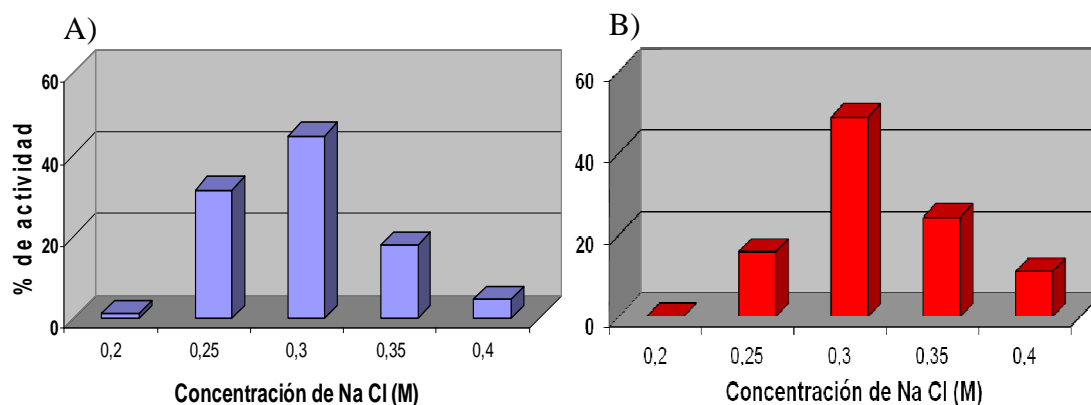 A)
60
40
20
0
% de actividad
0,2 0,25 0,3 0,35 0,4
Concentración de Na Cl (M)
B)
60
40
20
0
0,2 0,25 0,3 0,35 0,4
Concentración de Na Cl (M)